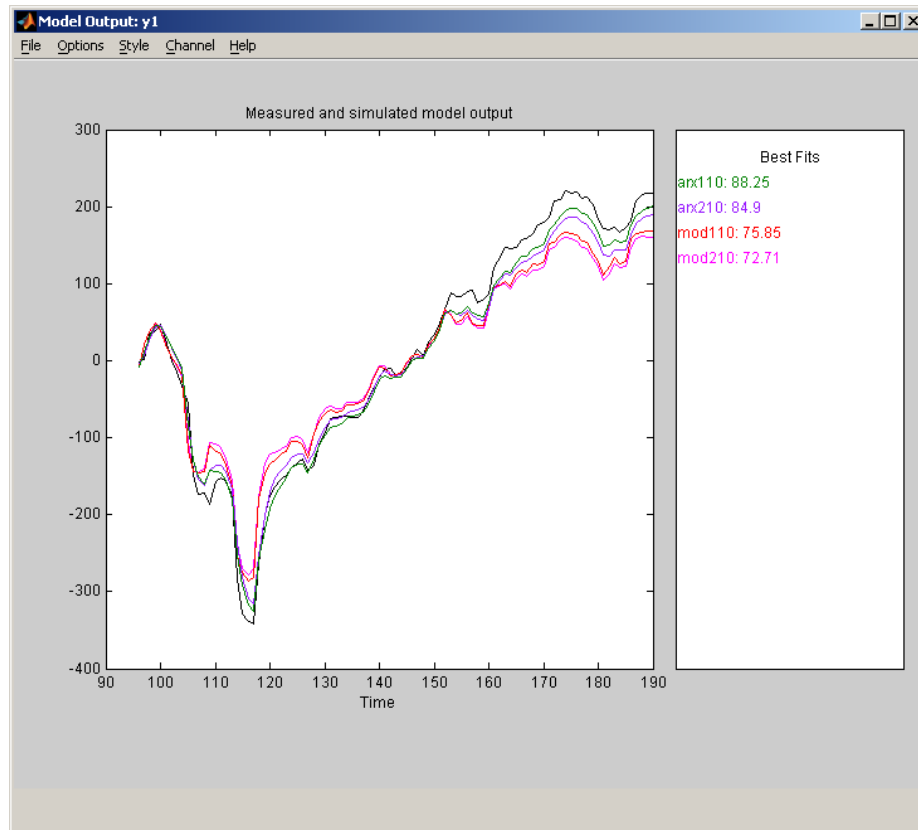 Model Output: y1
File Options Style Channel Help
Measured and simulated model output
300
200
100
0
-100
-200
-300
-400
90 100 110 120 130 140 150 160 170 180 190
Time
Best Fits
arx110: 88.25
arx210: 84.9
mod110: 75.85
mod210: 72.71